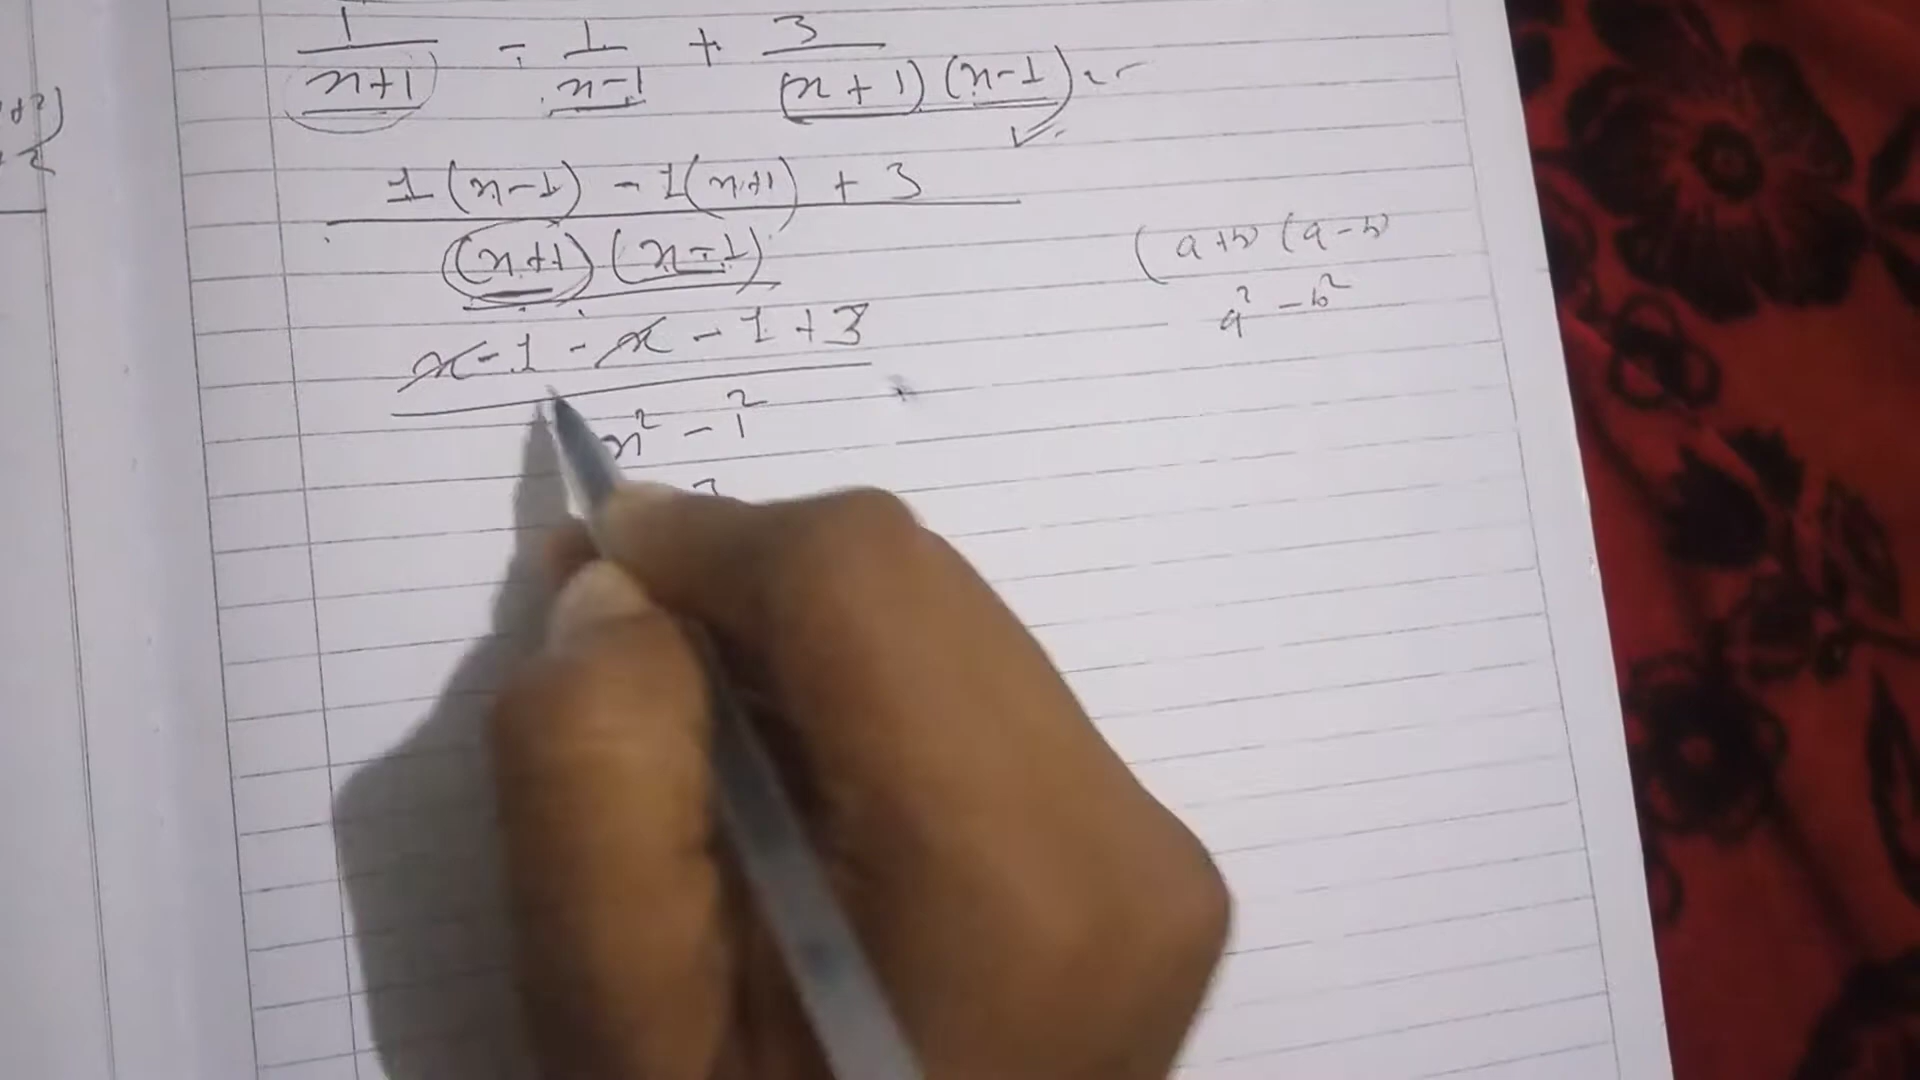 1/(x+1) - 1/(x-1) + 3/((x+1)(x-1))
1(x-1) - 1(x+1) + 3
(x+1)(x-1)
(a+b)(a-b)
a² - b²
x - 1 - x - 1 + 3
x² - 1²
3